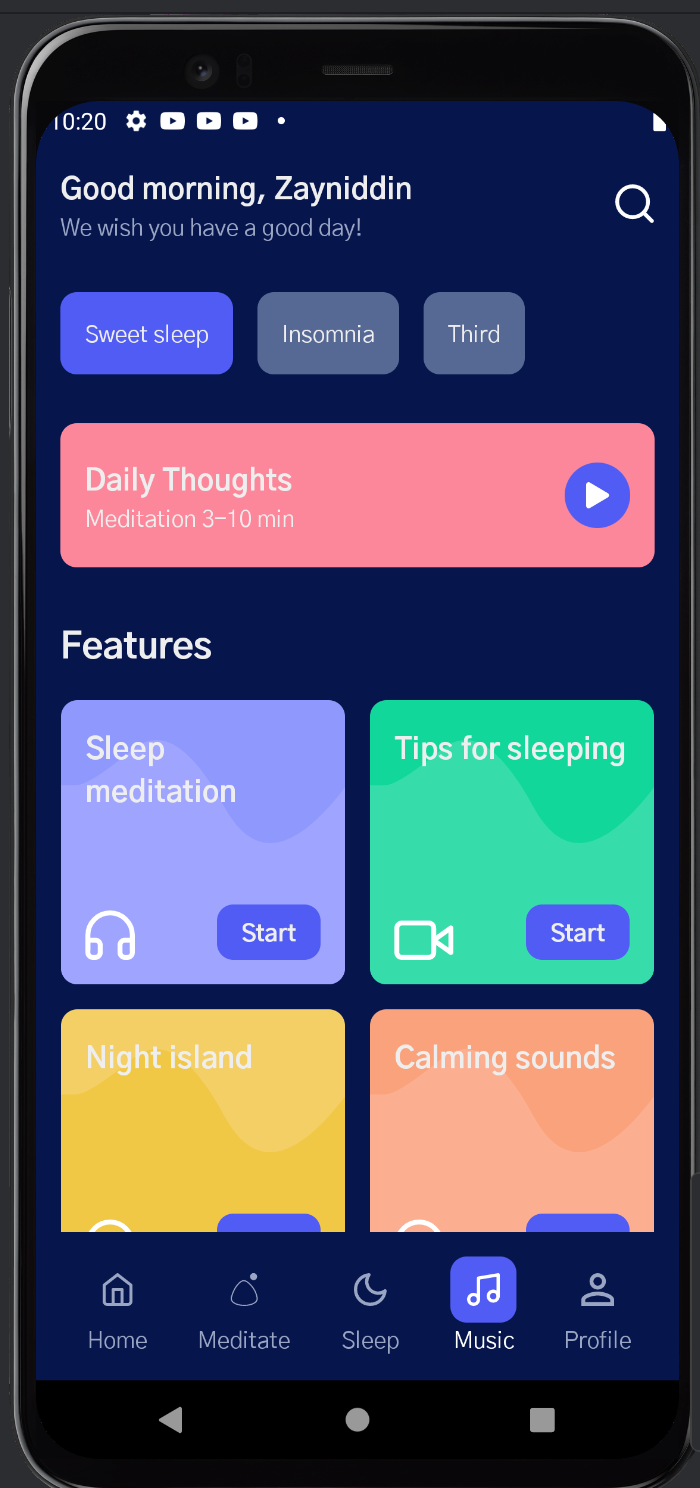 10:20
Good morning, Zayniddin
We wish you have a good day!
Sweet sleep Insomnia Third
Daily Thoughts
Meditation 3-10 min
Features
Sleep
meditation
Tips for sleeping
Start
Start
Night island
Calming sounds
Home Meditate Sleep Music Profile